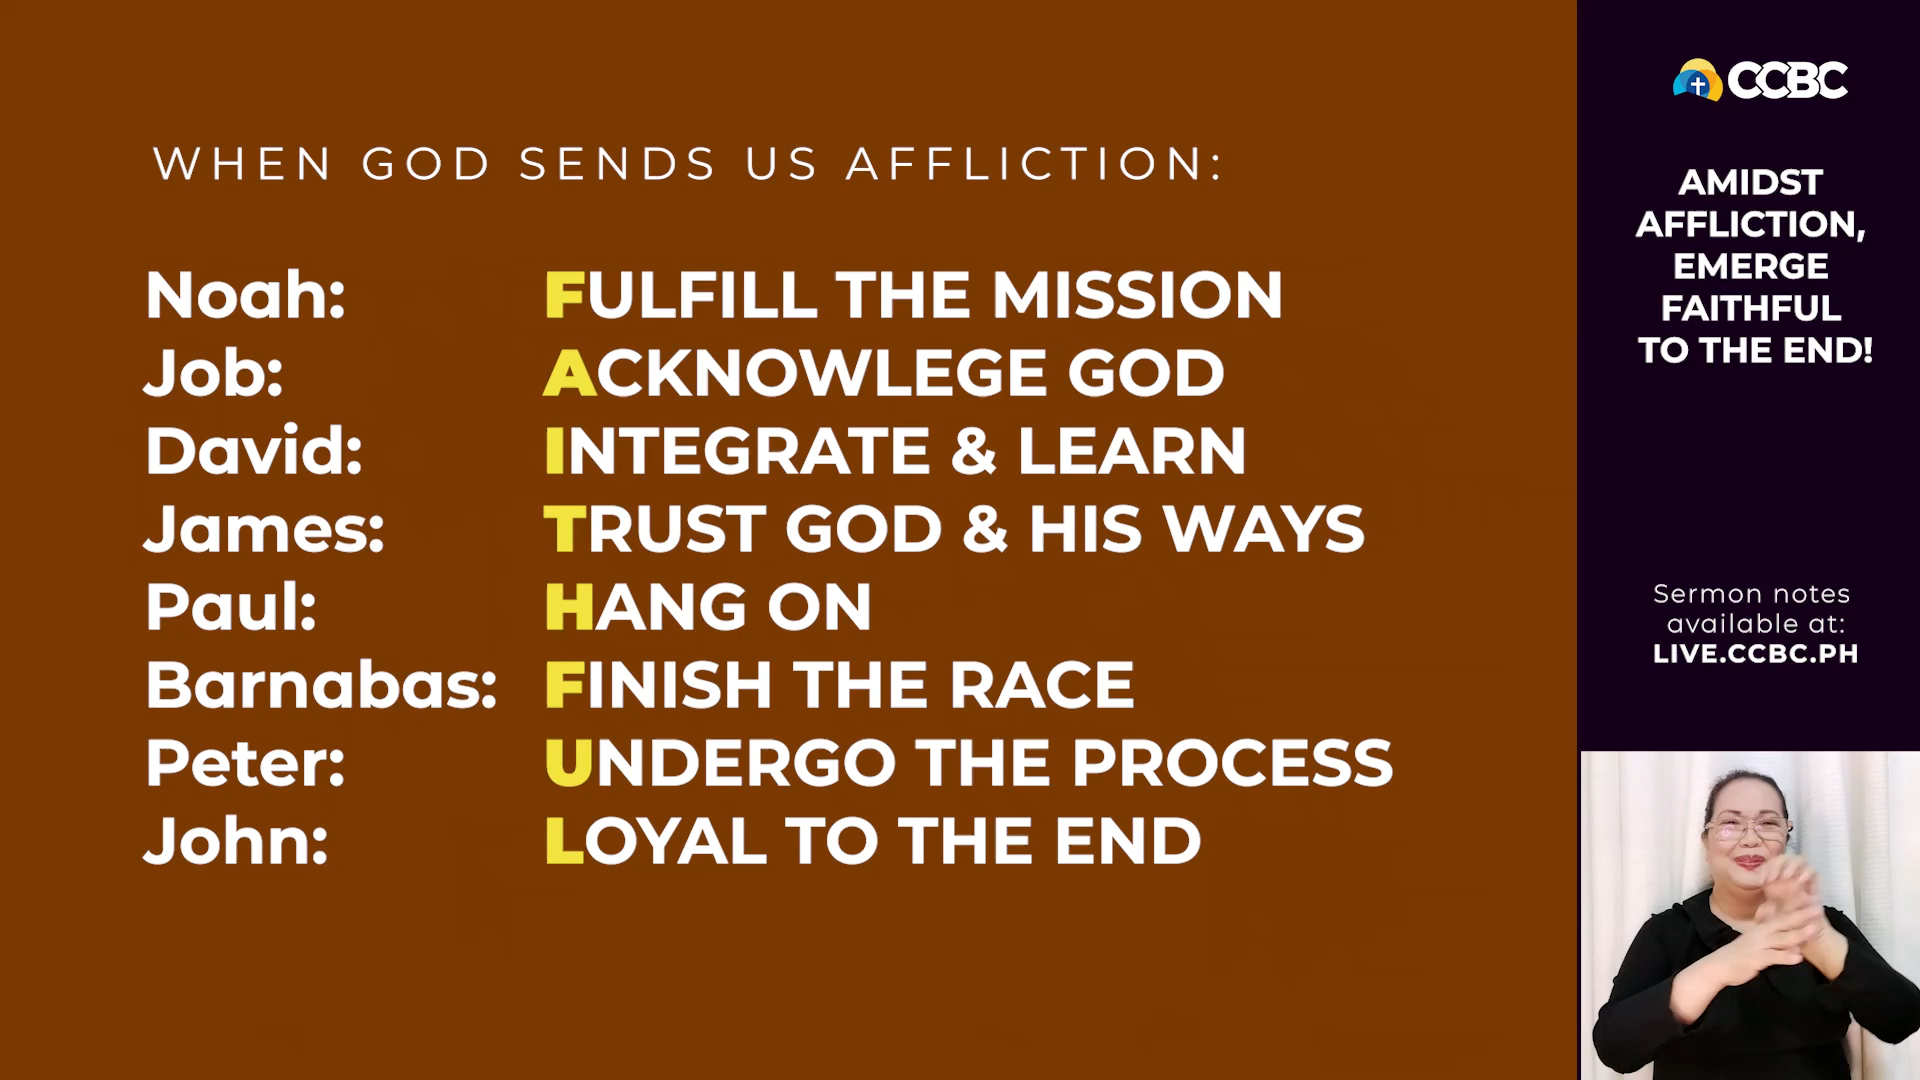 WHEN GOD SENDS US AFFLICTION:
Noah: FULFILL THE MISSION
Job: ACKNOWLEGE GOD
David: INTEGRATE & LEARN
James: TRUST GOD & HIS WAYS
Paul: HANG ON
Barnabas: FINISH THE RACE
Peter: UNDERGO THE PROCESS
John: LOYAL TO THE END
CCBC
AMIDST
AFFLICTION,
EMERGE
FAITHFUL
TO THE END!
Sermon notes
available at:
LIVE.CCBC.PH